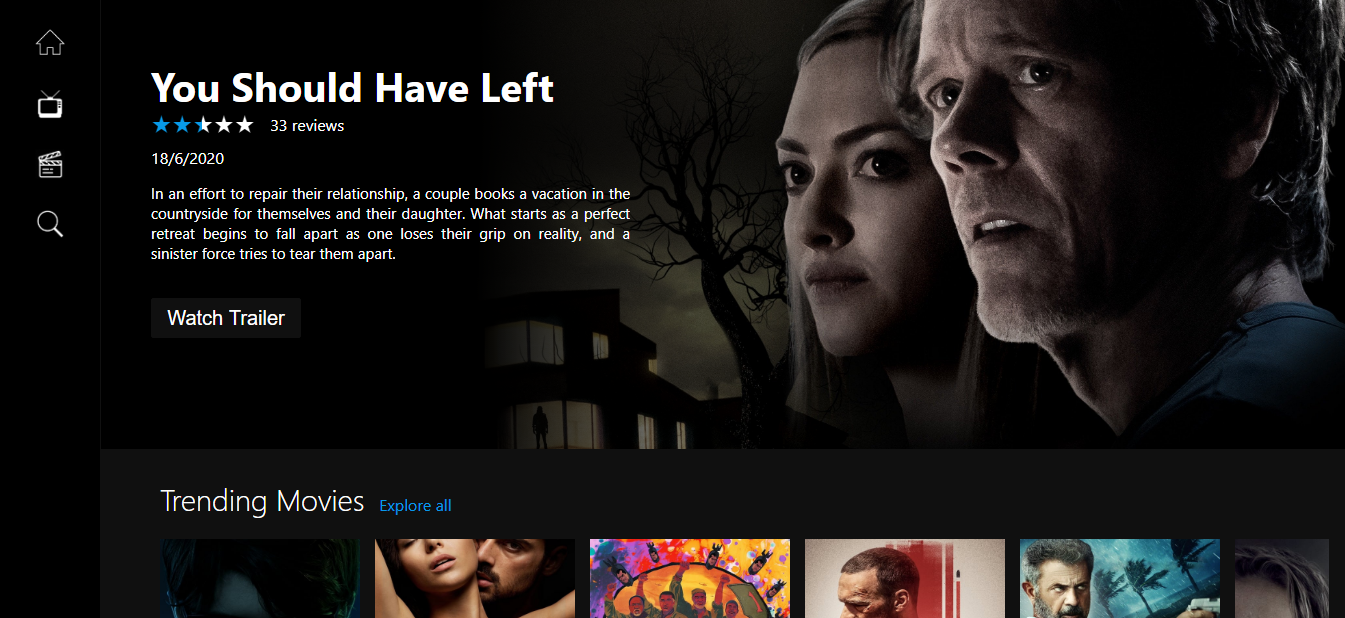 You Should Have Left
33 reviews
18/6/2020
In an effort to repair their relationship, a couple books a vacation in the
countryside for themselves and their daughter. What starts as a perfect
retreat begins to fall apart as one loses their grip on reality, and a
sinister force tries to tear them apart.
Watch Trailer
Trending Movies Explore all